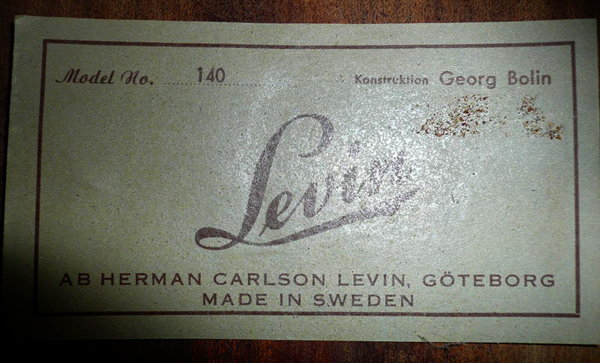 Model No. 140 Konstruktion Georg Bolin
Levin
AB HERMAN CARLSON LEVIN, GÖTEBORG
MADE IN SWEDEN